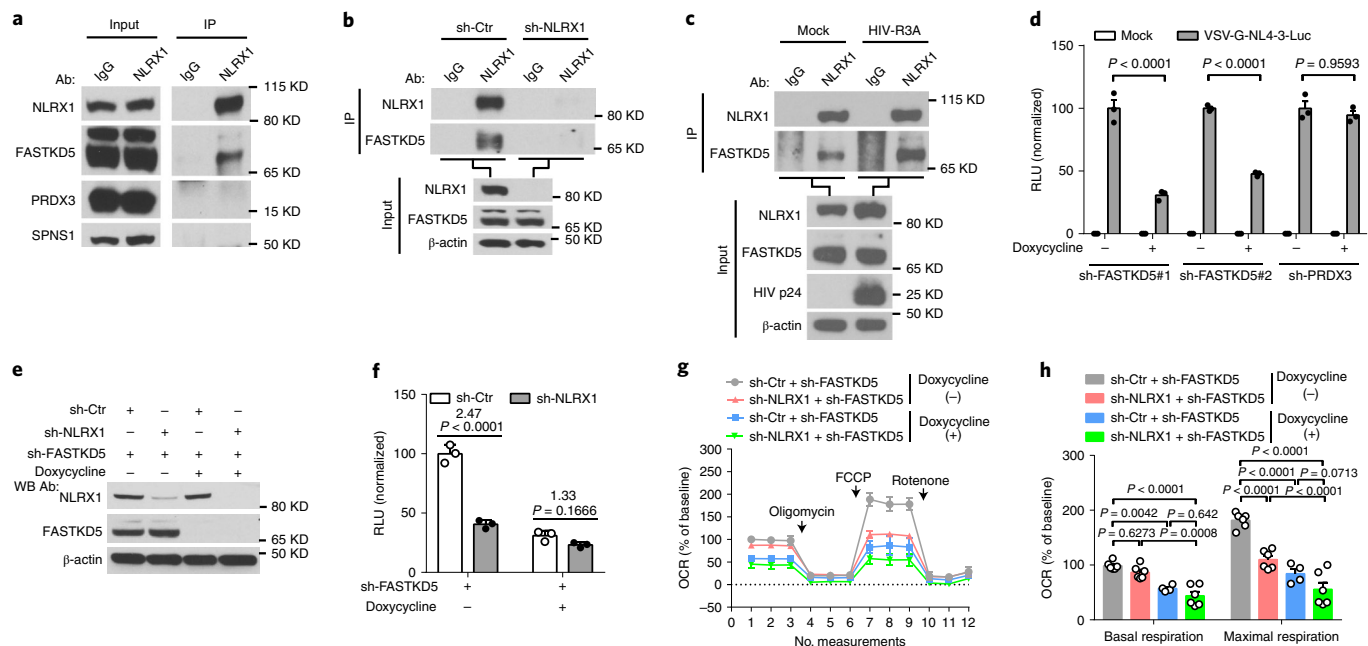 a
Input IP
Ab: IgG NLRX1 IgG NLRX1
115 KD
NLRX1
80 KD
FASTKD5
65 KD
PRDX3
15 KD
SPNS1
50 KD
b
sh-Ctr sh-NLRX1
Ab: IgG NLRX1 IgG NLRX1
IP
NLRX1
80 KD
FASTKD5
65 KD
Input
NLRX1
80 KD
FASTKD5
65 KD
β-actin
50 KD
c
Mock HIV-R3A
Ab: IgG NLRX1 IgG NLRX1
115 KD
IP
NLRX1
80 KD
FASTKD5
65 KD
Input
NLRX1
80 KD
FASTKD5
65 KD
HIV p24
25 KD
50 KD
β-actin
d
Mock VSV-G-NL4-3-Luc
P < 0.0001 P < 0.0001 P = 0.9593
RLU (normalized)
150
100
50
0
Doxycycline – + – + – +
sh-FASTKD5#1 sh-FASTKD5#2 sh-PRDX3
e
sh-Ctr + – + –
sh-NLRX1 – + – +
sh-FASTKD5 + + + +
Doxycycline – – + +
WB Ab:
NLRX1
80 KD
FASTKD5
65 KD
β-actin
50 KD
f
sh-Ctr sh-NLRX1
2.47
P < 0.0001
1.33
P = 0.1666
RLU (normalized)
150
100
50
0
sh-FASTKD5 + +
Doxycycline – +
g
sh-Ctr + sh-FASTKD5
sh-NLRX1 + sh-FASTKD5
Doxycycline
(–)
sh-Ctr + sh-FASTKD5
sh-NLRX1 + sh-FASTKD5
Doxycycline
(+)
OCR (% of baseline)
300
250
200
150
100
50
0
–50
Oligomycin
FCCP
Rotenone
0 1 2 3 4 5 6 7 8 9 10 11 12
No. measurements
h
sh-Ctr + sh-FASTKD5
sh-NLRX1 + sh-FASTKD5
Doxycycline
(–)
sh-Ctr + sh-FASTKD5
sh-NLRX1 + sh-FASTKD5
Doxycycline
(+)
OCR (% of baseline)
300
200
100
0
P < 0.0001
P = 0.0042 P = 0.642
P = 0.6273 P = 0.0008
P < 0.0001
P < 0.0001 P = 0.0713
P < 0.0001 P < 0.0001
Basal respiration Maximal respiration